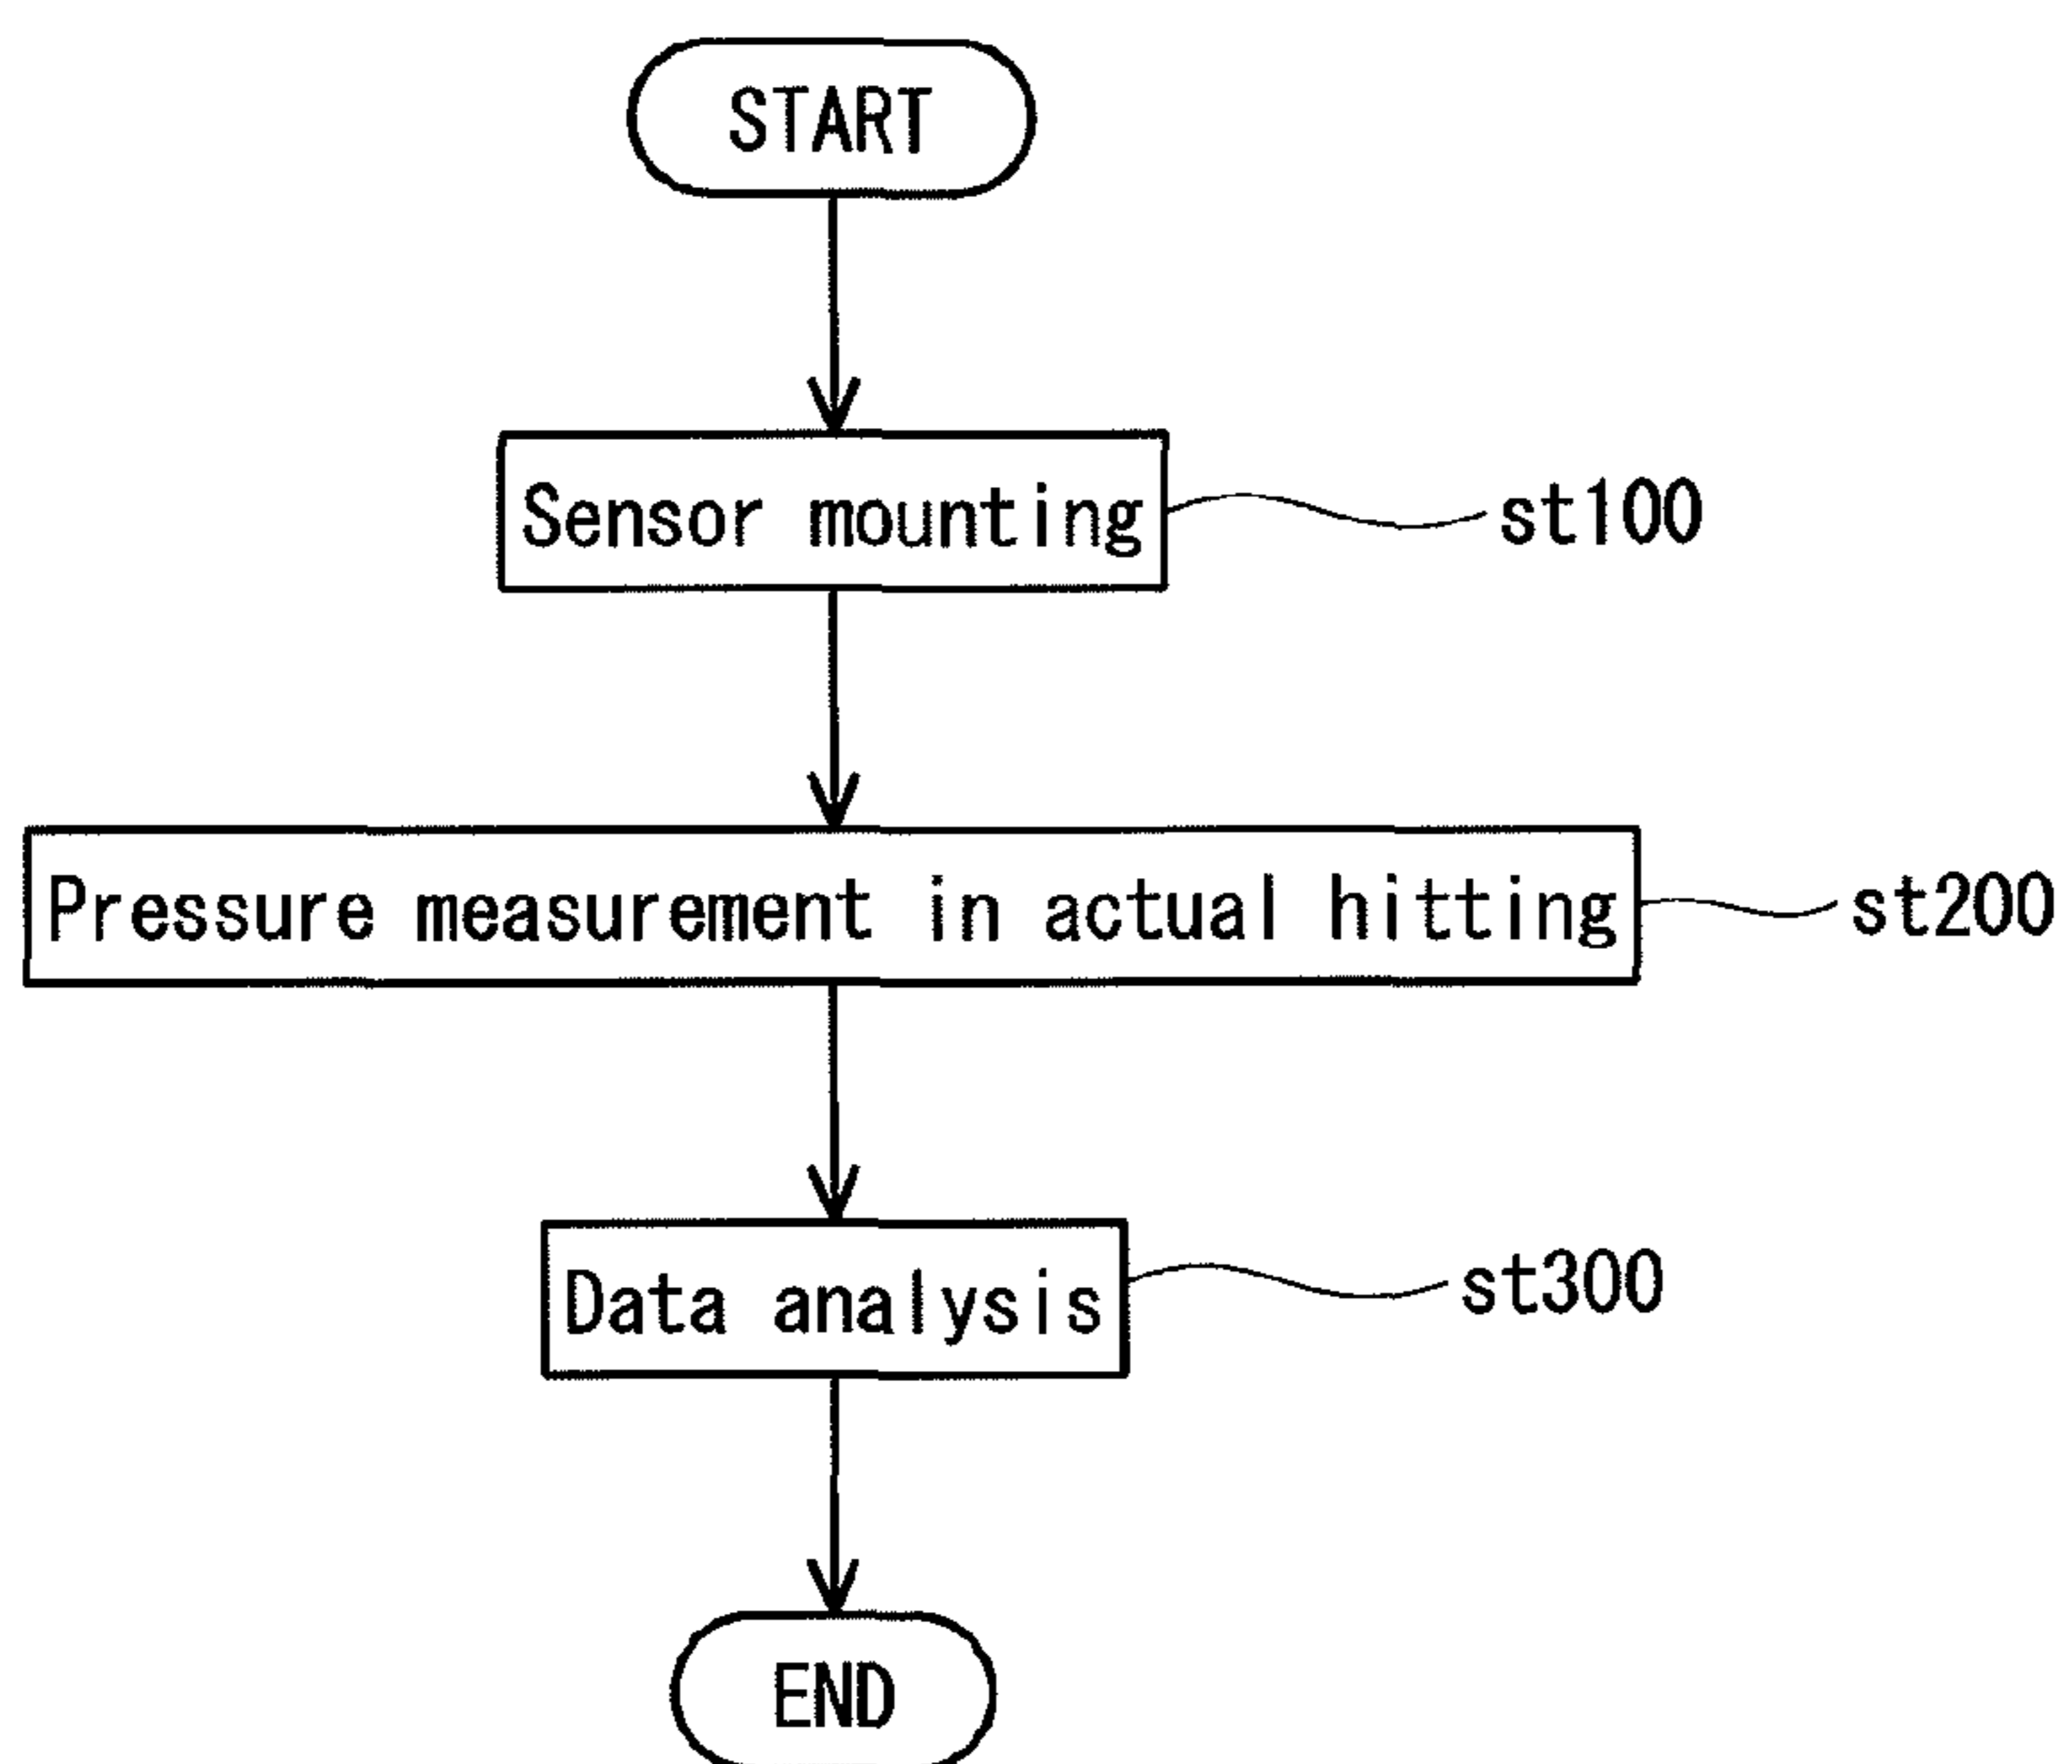 START
Sensor mounting
st100
Pressure measurement in actual hitting
st200
Data analysis
st300
END